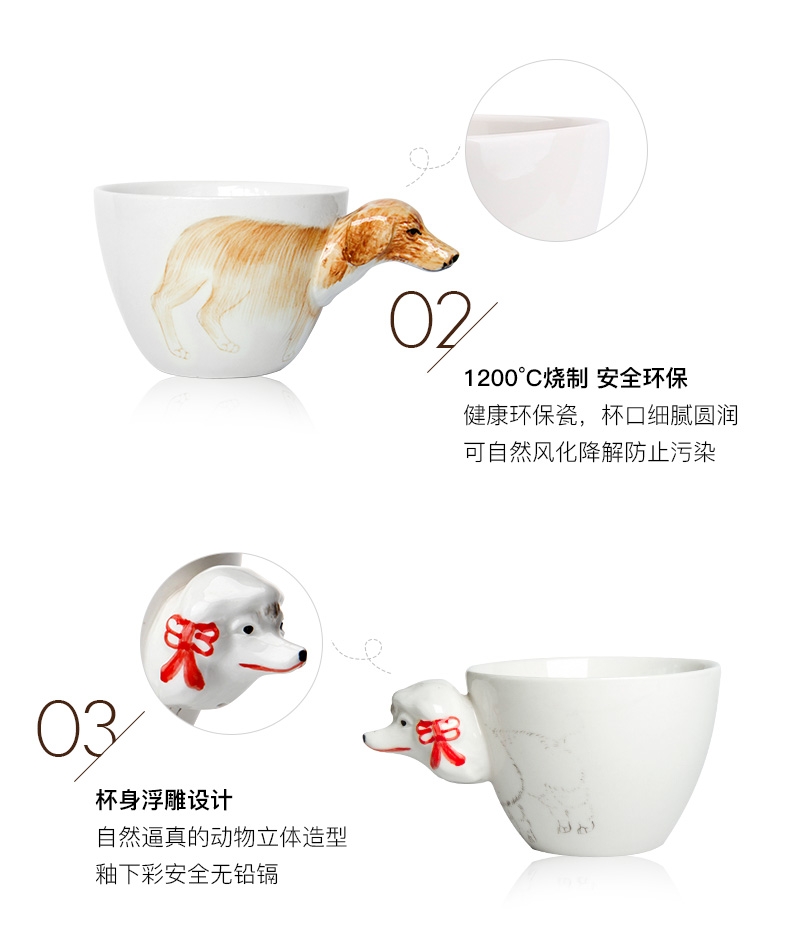 02
1200°C烧制 安全环保
健康环保瓷，杯口细腻圆润
可自然风化降解防止污染
03
杯身浮雕设计
自然逼真的动物立体造型
釉下彩安全无铅镉